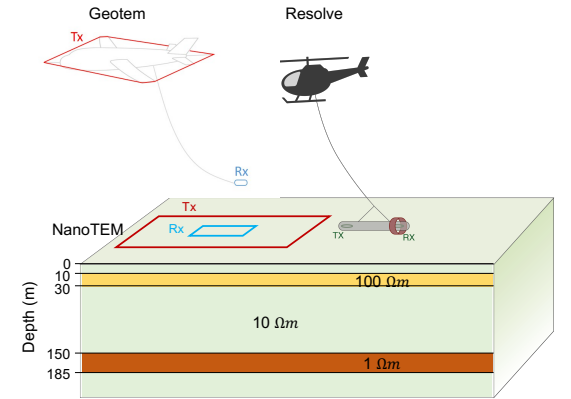 Geotem
Resolve
Tx
Rx
Tx
NanoTEM
Rx
TX
RX
0
10
30
100 Ωm
Depth (m)
10 Ωm
150
1 Ωm
185